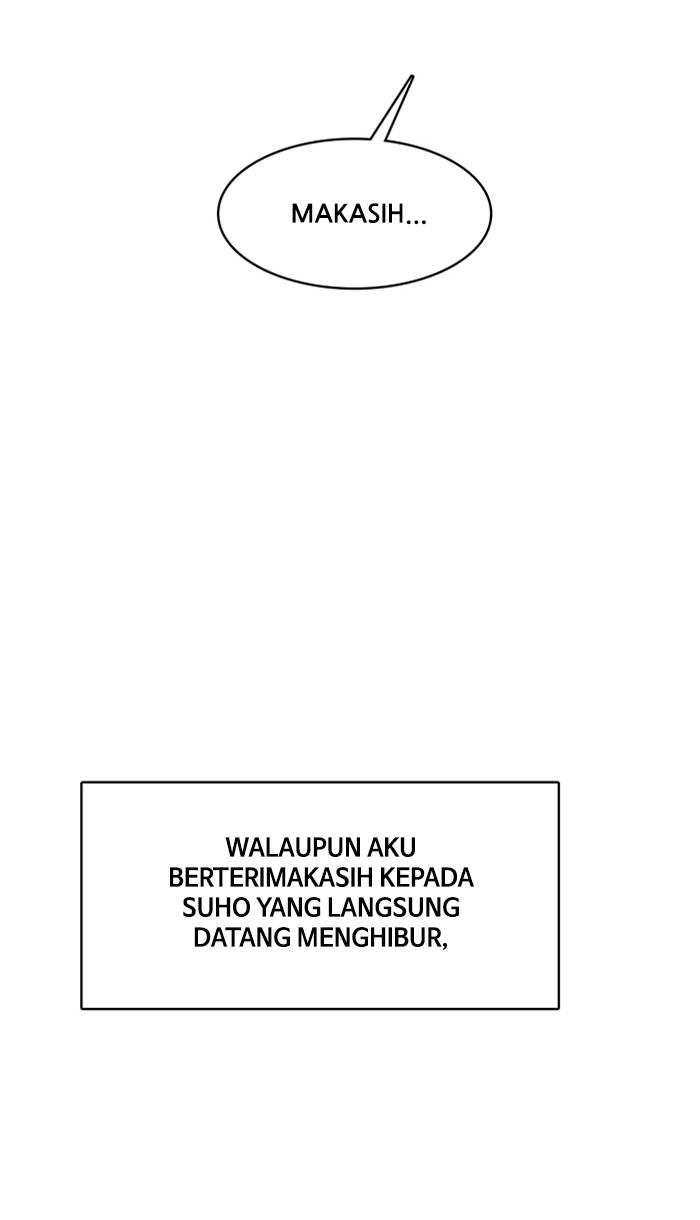 MAKASIH...
WALAUPUN AKU
BERTERIMAKASIH KEPADA
SUHO YANG LANGSUNG
DATANG MENGHIBUR,